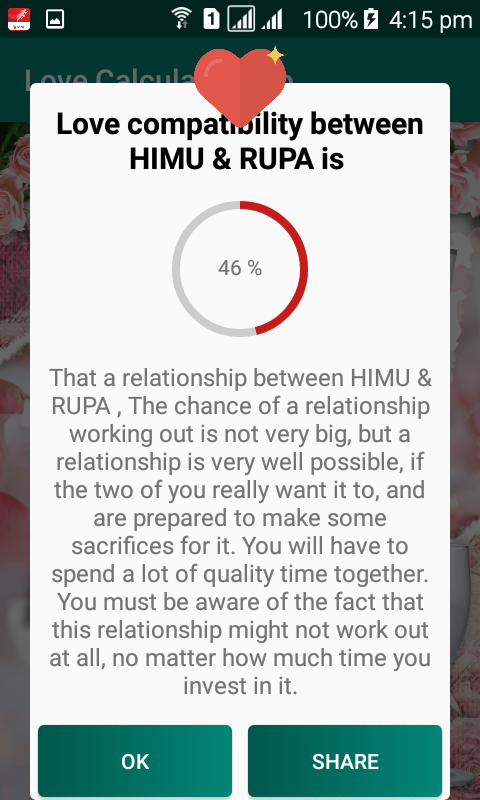 100% 4:15 pm
Love Calcula
Love compatibility between
HIMU & RUPA is
46 %
That a relationship between HIMU &
RUPA , The chance of a relationship
working out is not very big, but a
relationship is very well possible, if
the two of you really want it to, and
are prepared to make some
sacrifices for it. You will have to
spend a lot of quality time together.
You must be aware of the fact that
this relationship might not work out
at all, no matter how much time you
invest in it.
OK SHARE